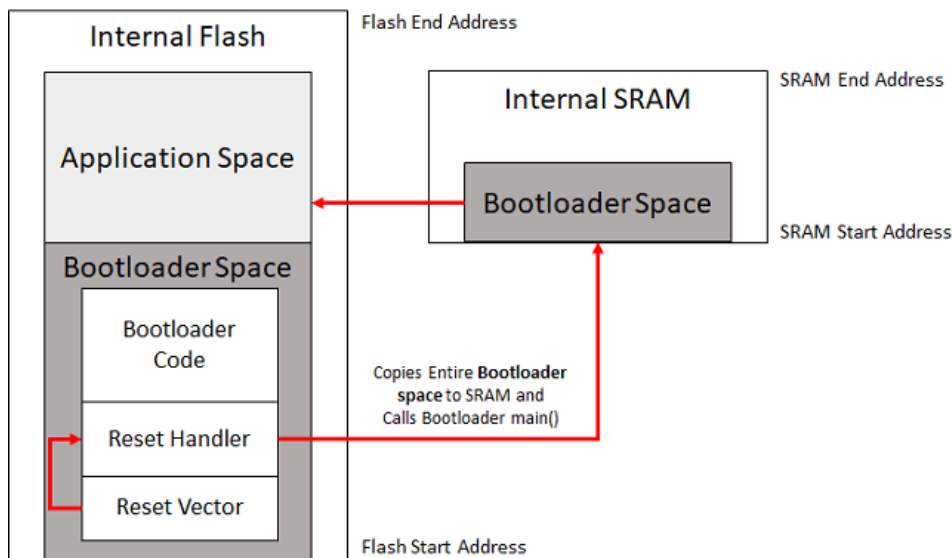 Internal Flash
Flash End Address
Application Space
Bootloader Space
Bootloader
Code
Reset Handler
Reset Vector
Flash Start Address
Copies Entire Bootloader
space to SRAM and
Calls Bootloader main()
Internal SRAM
SRAM End Address
Bootloader Space
SRAM Start Address